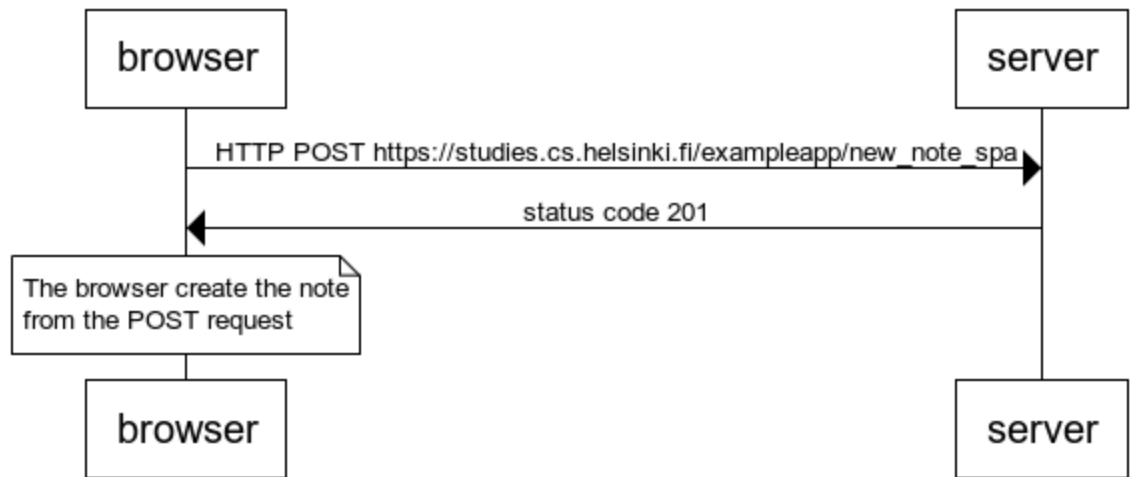 browser
server
HTTP POST https://studies.cs.helsinki.fi/exampleapp/new_note_spa
status code 201
The browser create the note
from the POST request
browser
server